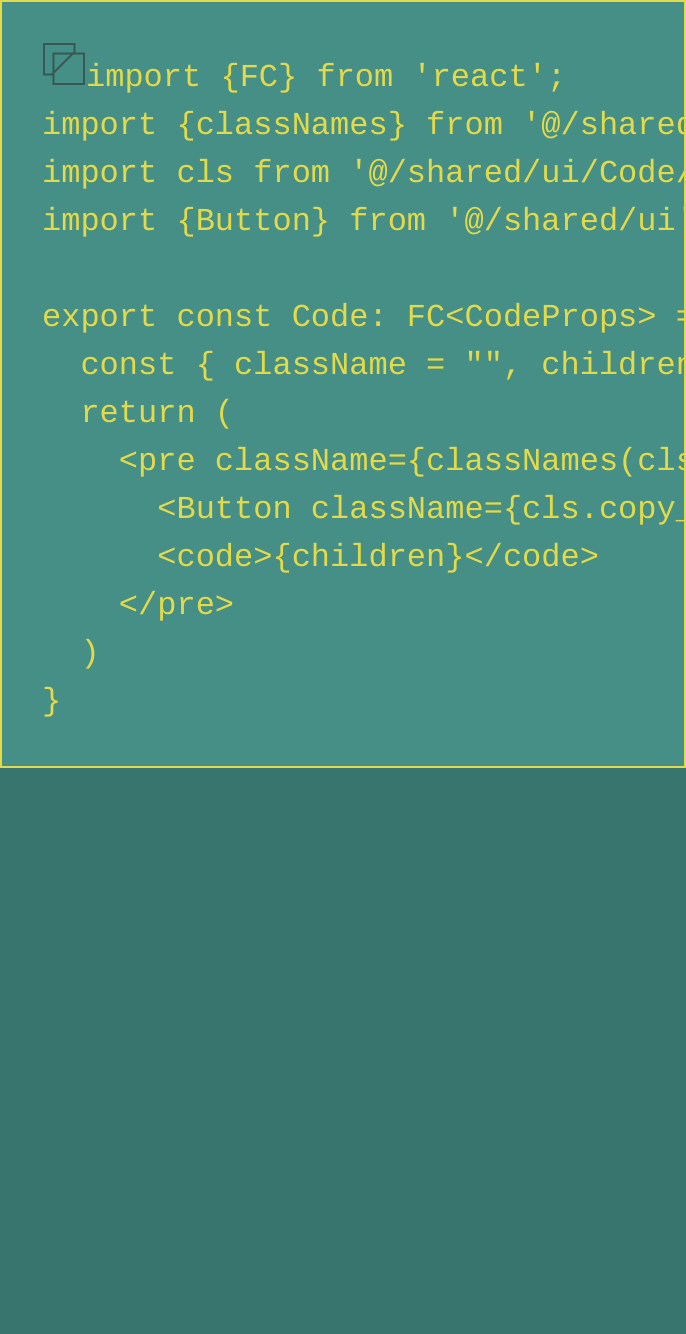 import {FC} from 'react';
import {classNames} from '@/shared
import cls from '@/shared/ui/Code/
import {Button} from '@/shared/ui'

export const Code: FC<CodeProps> =
  const { className = "", children
  return (
    <pre className={classNames(cls
      <Button className={cls.copy_
      <code>{children}</code>
    </pre>
  )
}